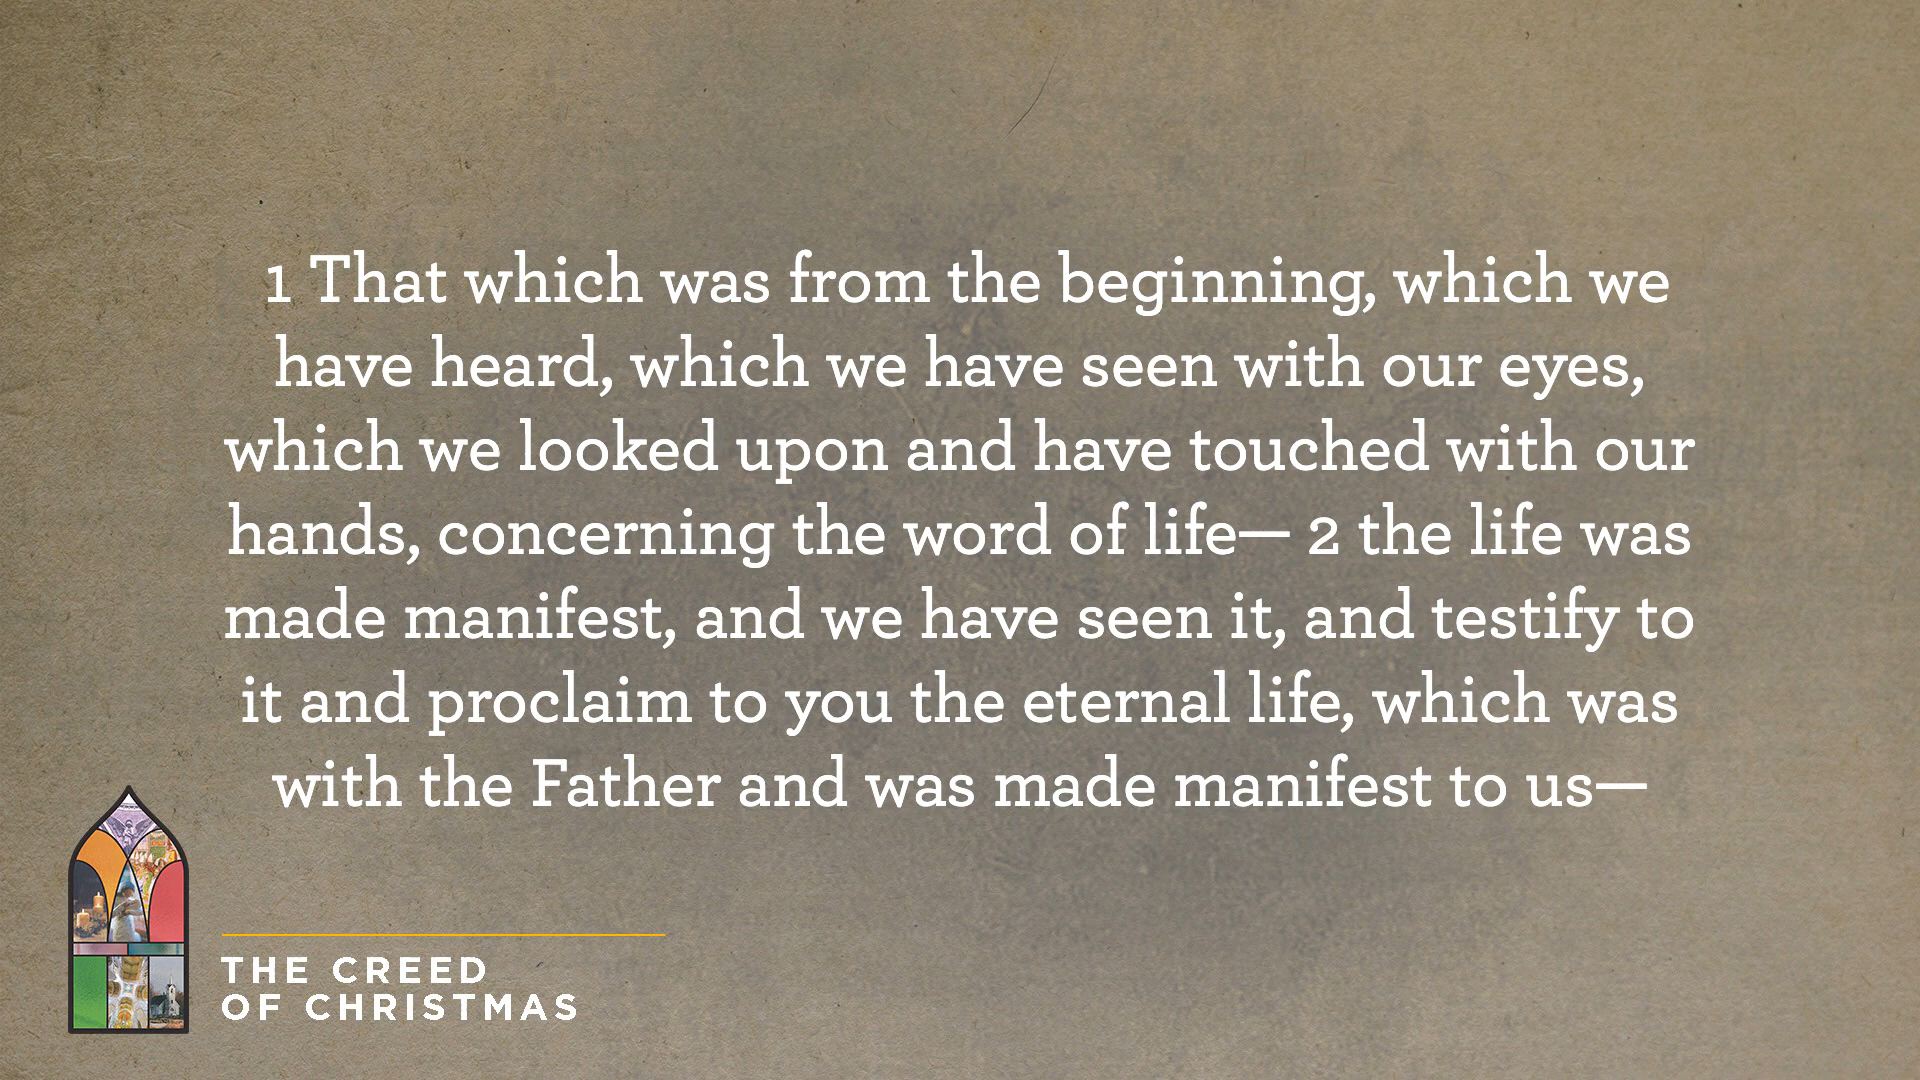 1 That which was from the beginning, which we
have heard, which we have seen with our eyes,
which we looked upon and have touched with our
hands, concerning the word of life— 2 the life was
made manifest, and we have seen it, and testify to
it and proclaim to you the eternal life, which was
with the Father and was made manifest to us—
THE CREED
OF CHRISTMAS